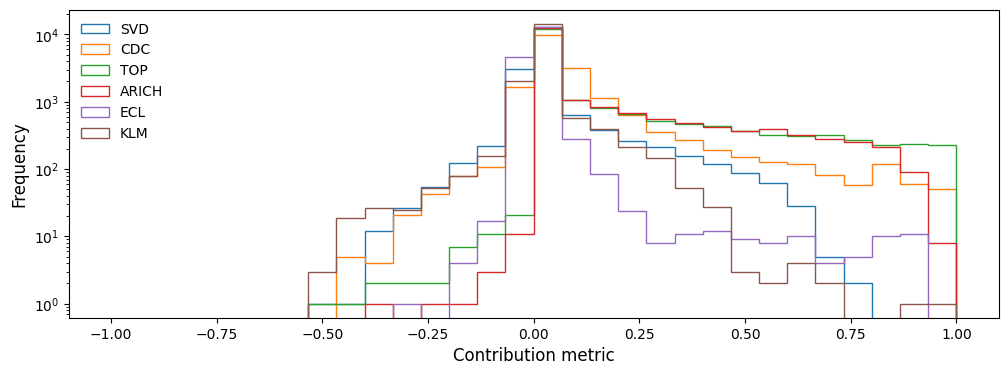 SVD
CDC
TOP
ARICH
ECL
KLM
Frequency
10⁴
10³
10²
10¹
10⁰
−1.00 −0.75 −0.50 −0.25 0.00 0.25 0.50 0.75 1.00
Contribution metric